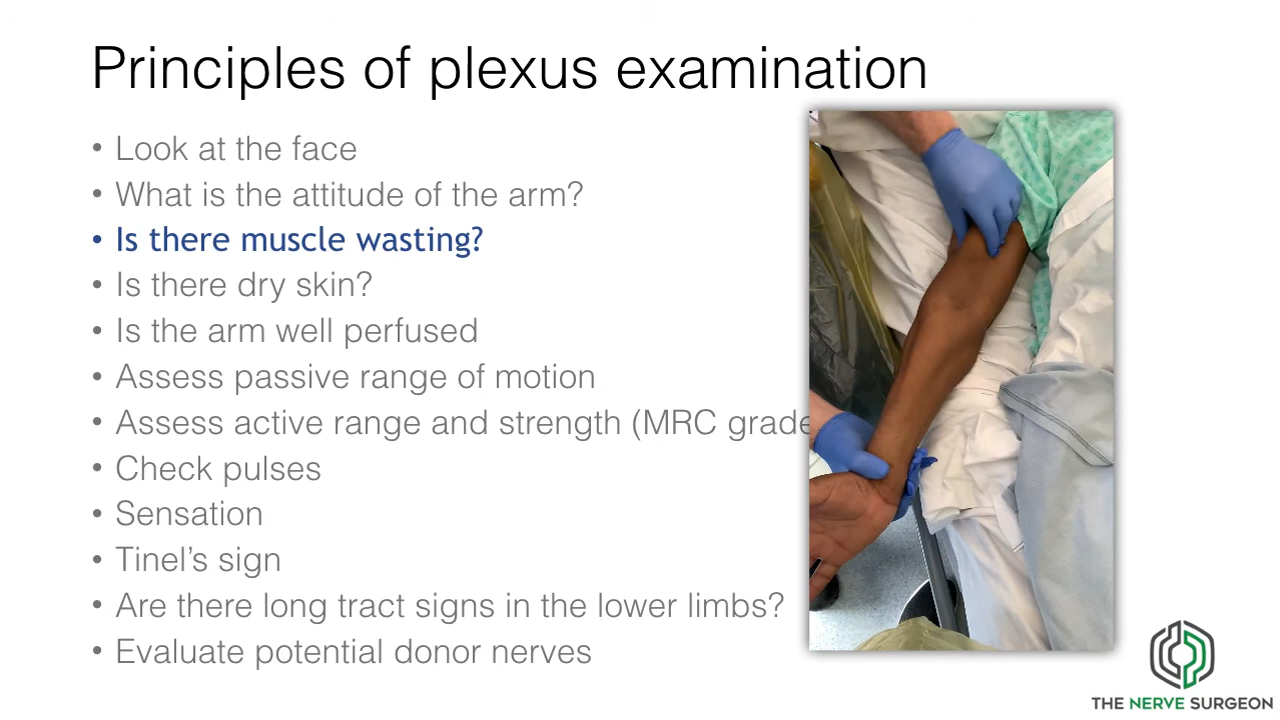 Principles of plexus examination
• Look at the face
• What is the attitude of the arm?
• Is there muscle wasting?
• Is there dry skin?
• Is the arm well perfused
• Assess passive range of motion
• Assess active range and strength (MRC grade
• Check pulses
• Sensation
• Tinel’s sign
• Are there long tract signs in the lower limbs?
• Evaluate potential donor nerves
THE NERVE SURGEON